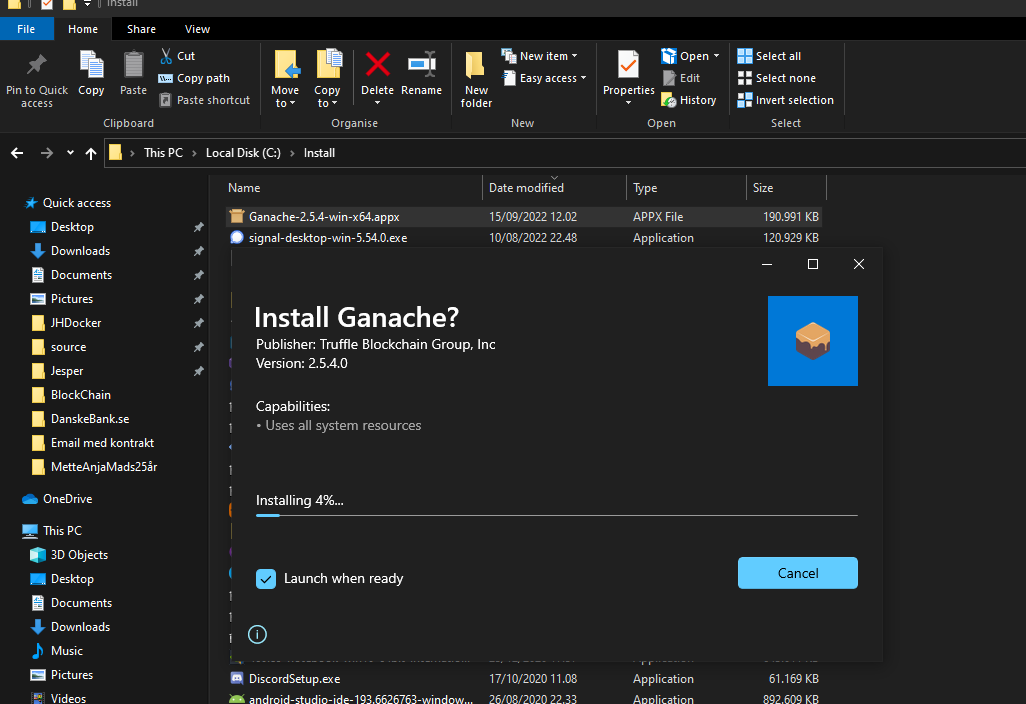 Install
File Home Share View
Pin to Quick access
Copy
Paste
Cut
Copy path
Paste shortcut
Clipboard
Move to
Copy to
Delete
Rename
Organise
New folder
New item
Easy access
New
Properties
Open
Edit
History
Open
Select all
Select none
Invert selection
Select
This PC › Local Disk (C:) › Install
Name Date modified Type Size
Ganache-2.5.4-win-x64.appx 15/09/2022 12.02 APPX File 190.991 KB
signal-desktop-win-5.54.0.exe 10/08/2022 22.48 Application 120.929 KB
Quick access
Desktop
Downloads
Documents
Pictures
JHDocker
source
Jesper
BlockChain
DanskeBank.se
Email med kontrakt
MetteAnjaMads25år
OneDrive
This PC
3D Objects
Desktop
Documents
Downloads
Music
Pictures
Videos
Install Ganache?
Publisher: Truffle Blockchain Group, Inc
Version: 2.5.4.0
Capabilities:
• Uses all system resources
Installing 4%...
Launch when ready
Cancel
DiscordSetup.exe 17/10/2020 11.08 Application 61.169 KB
android-studio-ide-193.6626763-window... 26/08/2020 22.33 Application 892.609 KB